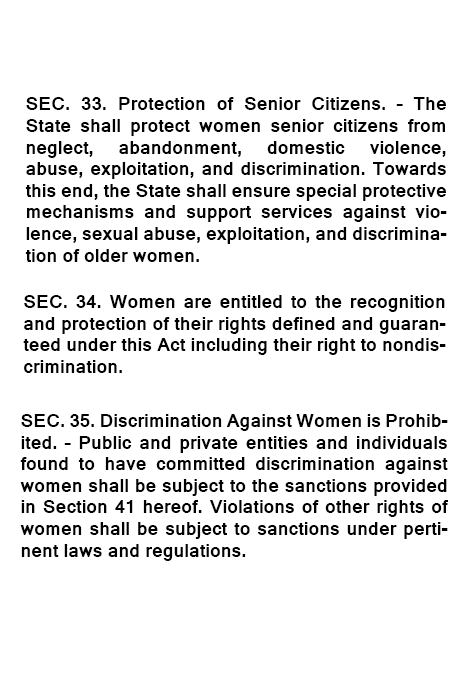 SEC. 33. Protection of Senior Citizens. - The
State shall protect women senior citizens from
neglect, abandonment, domestic violence,
abuse, exploitation, and discrimination. Towards
this end, the State shall ensure special protective
mechanisms and support services against vio-
lence, sexual abuse, exploitation, and discrimina-
tion of older women.
SEC. 34. Women are entitled to the recognition
and protection of their rights defined and guaran-
teed under this Act including their right to nondis-
crimination.
SEC. 35. Discrimination Against Women is Prohib-
ited. - Public and private entities and individuals
found to have committed discrimination against
women shall be subject to the sanctions provided
in Section 41 hereof. Violations of other rights of
women shall be subject to sanctions under perti-
nent laws and regulations.